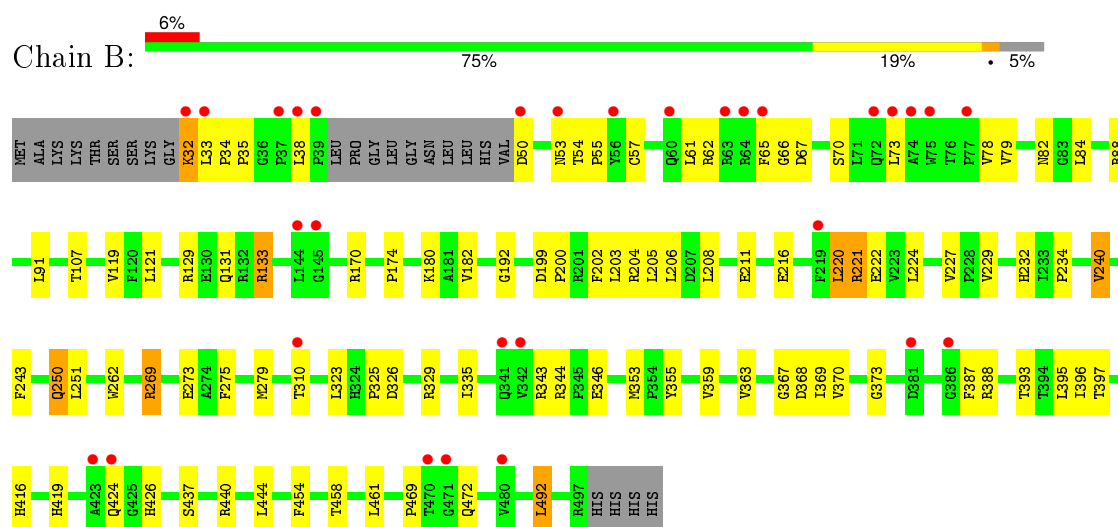 6%
Chain B:
75% 19% • 5%
MET ALA LYS LYS THR SER SER LYS GLY K32 L33 P34 P35 G36 P37 L38 P39 LEU PRO GLY LEU GLY ASN LEU LEU HIS VAL D50 N53 T54 P55 Y56 C57 Q60 L61 R62 R63 R64 F65 G66 D67 S70 L71 Q72 L73 A74 W75 T76 P77 V78 V79 N82 G83 L84 R88
L91 T107 V119 F120 L121 R129 E130 Q131 R132 R133 L144 G145 R170 P174 K180 A181 V182 G192 D199 P200 R201 F202 L203 R204 L205 L206 D207 L208 E211 E216 F219 L220 R221 E222 V223 L224 V227 P228 V229 H232 I233 P234 V240
F243 Q250 L251 W262 R269 E273 A274 F275 M279 T310 L323 H324 P325 D326 R329 I335 Q341 V342 R343 R344 P345 E346 M353 P354 Y355 V359 V363 G367 D368 I369 V370 G373 D381 G386 F387 R388 T393 T394 L395 I396 T397
H416 H419 A423 Q424 G425 H426 S437 R440 L444 F454 T458 L461 P469 T470 G471 Q472 V480 L492 R497 HIS HIS HIS HIS